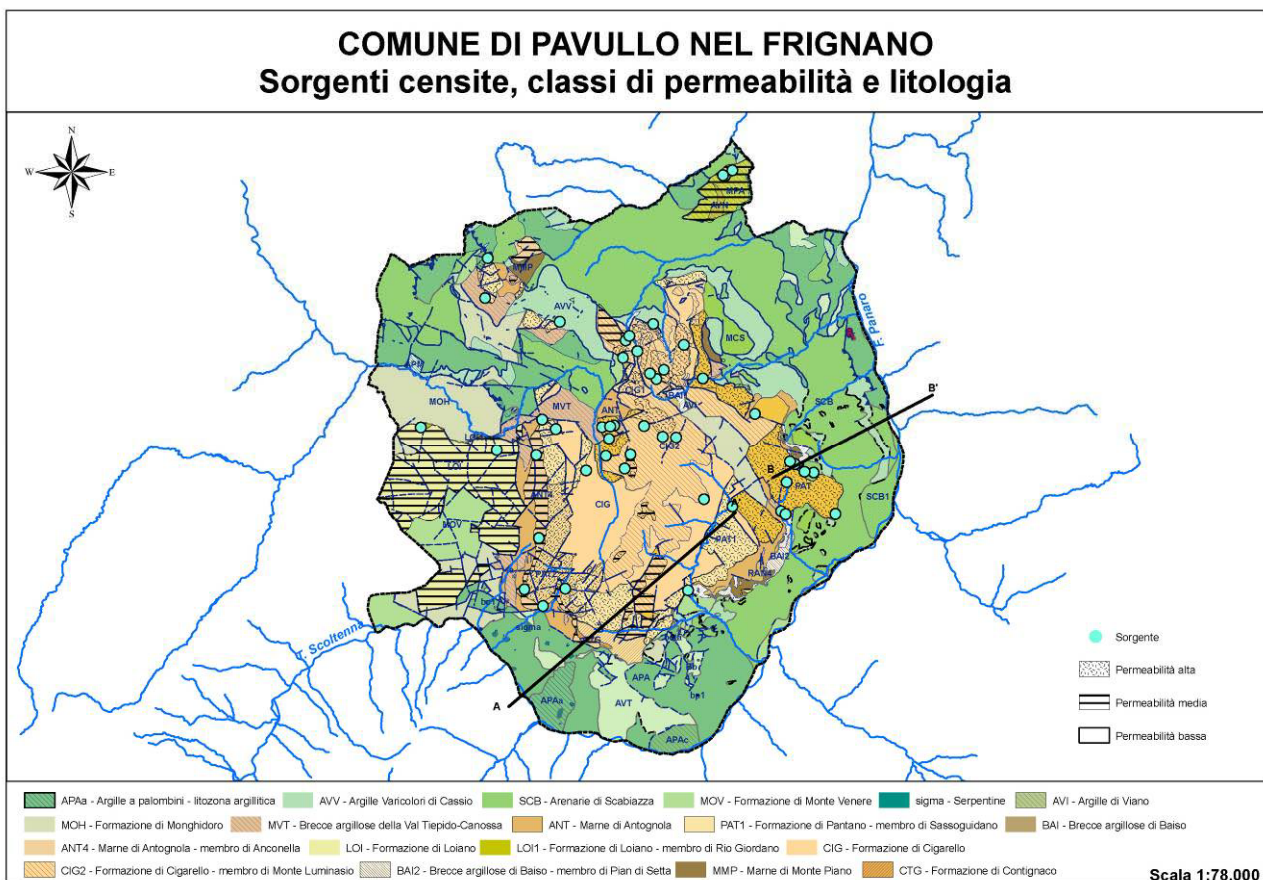 COMUNE DI PAVULLO NEL FRIGNANO
Sorgenti censite, classi di permeabilità e litologia
N
W
E
S
MPA
MMP
AVV
F. Panaro
MCS
APN
CIG1
BAI
AVI
B'
MOH
MVT
ANT
SCB
CIG2
LOI
B
PAT
ANT4
SCB1
CIG
MOV
PAT1
BAI2
bp1
sigma
T. Scoltenna
APA
bp1
A
APAa
AVT
APAc
Sorgente
Permeabilità alta
Permeabilità media
Permeabilità bassa
APAa - Argille a palombini - litozona argillitica
AVV - Argille Varicolori di Cassio
SCB - Arenarie di Scabiazza
MOV - Formazione di Monte Venere
sigma - Serpentine
AVI - Argille di Viano
MOH - Formazione di Monghidoro
MVT - Brecce argillose della Val Tiepido-Canossa
ANT - Marne di Antognola
PAT1 - Formazione di Pantano - membro di Sassoguidano
BAI - Brecce argillose di Baiso
ANT4 - Marne di Antognola - membro di Anconella
LOI - Formazione di Loiano
LOI1 - Formazione di Loiano - membro di Rio Giordano
CIG - Formazione di Cigarello
CIG2 - Formazione di Cigarello - membro di Monte Luminasio
BAI2 - Brecce argillose di Baiso - membro di Pian di Setta
MMP - Marne di Monte Piano
CTG - Formazione di Contignaco
Scala 1:78.000